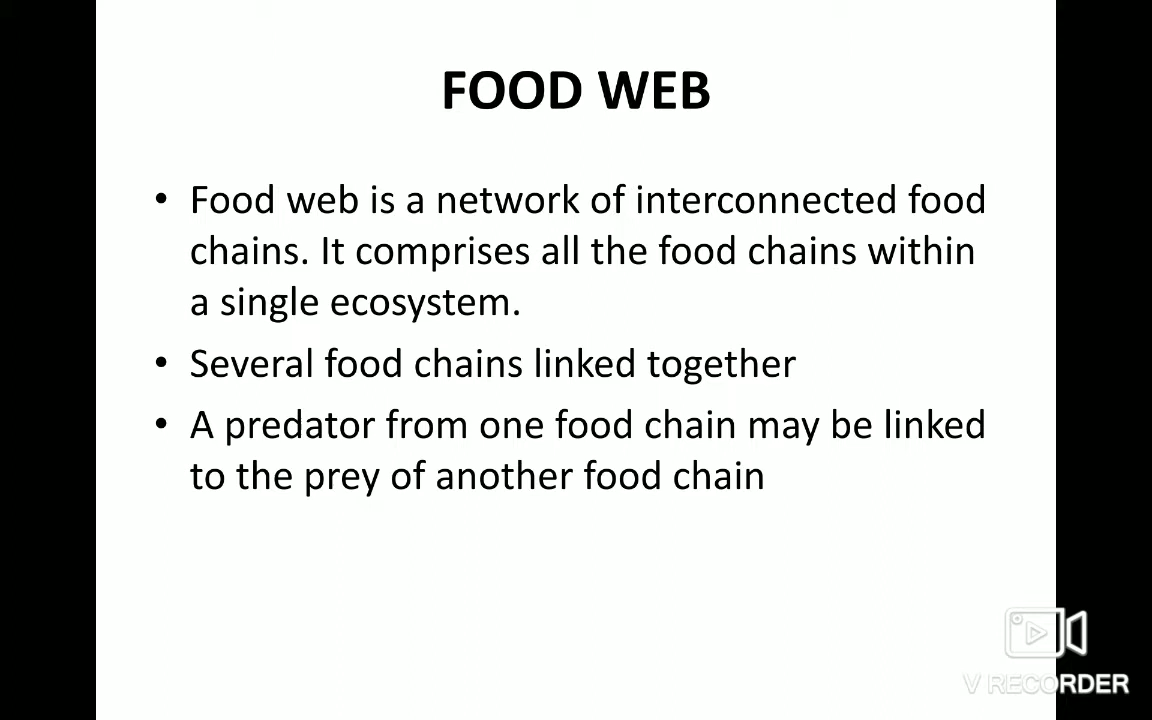 FOOD WEB
• Food web is a network of interconnected food
chains. It comprises all the food chains within
a single ecosystem.
• Several food chains linked together
• A predator from one food chain may be linked
to the prey of another food chain
V RECORDER